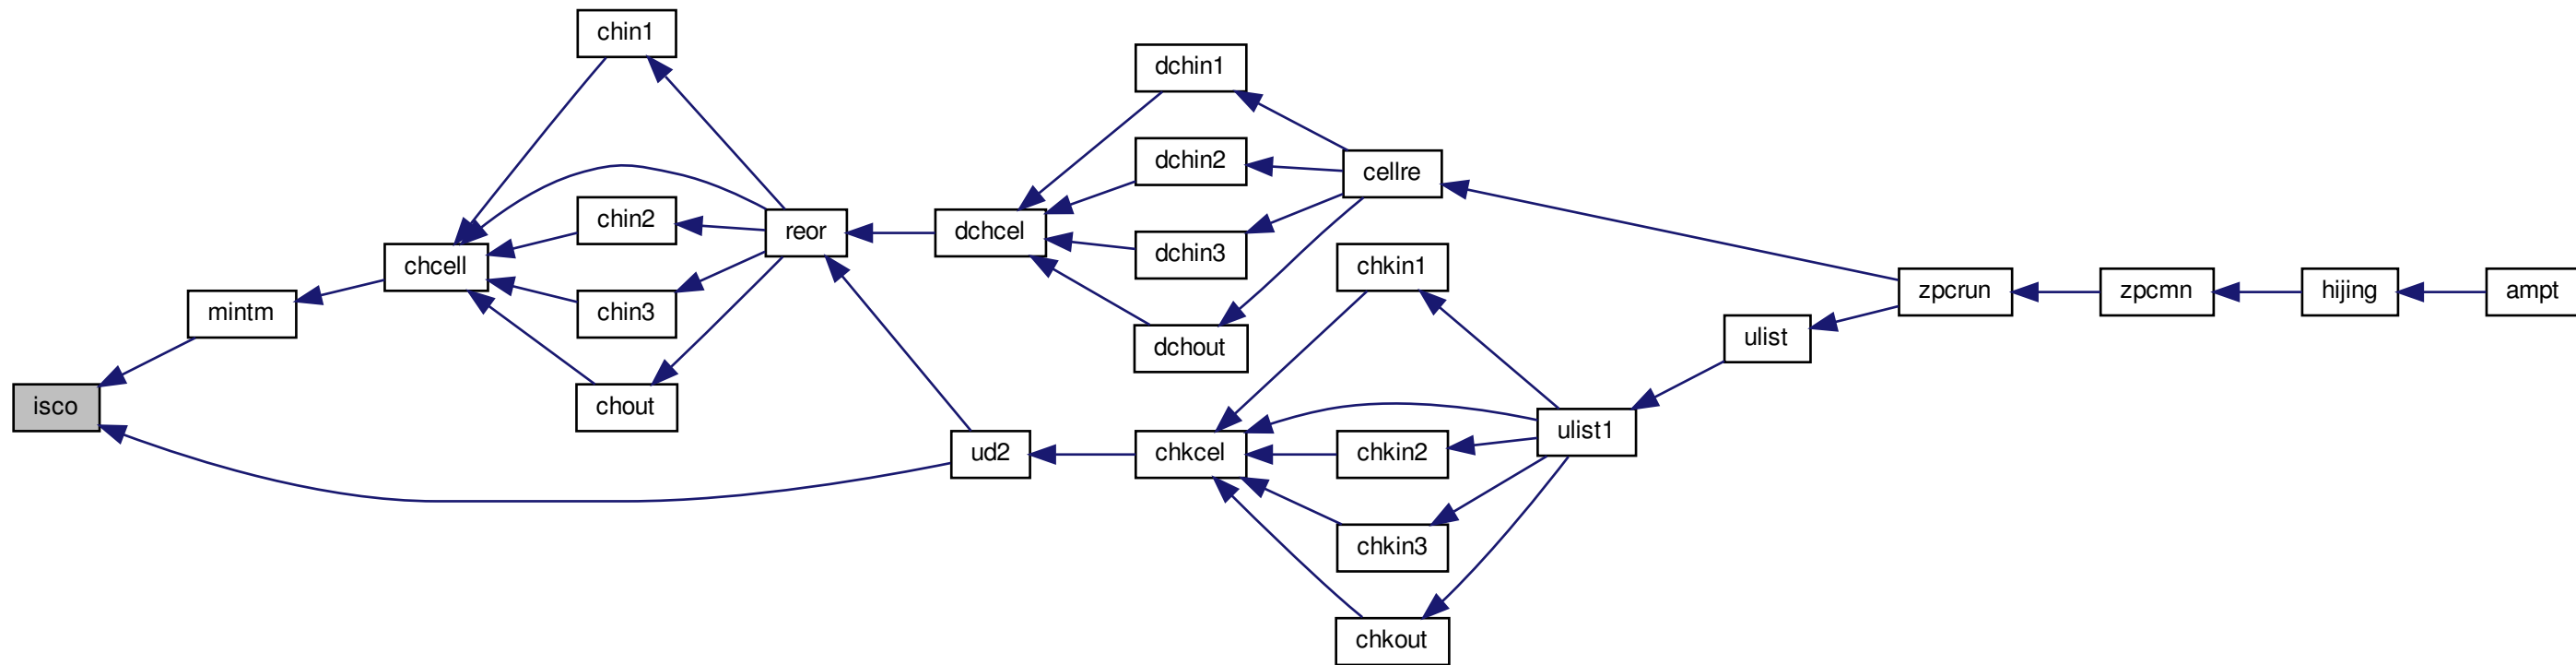 isco
mintm
chcell
chin1
chin2
chin3
chout
reor
dchcel
ud2
dchin1
dchin2
dchin3
dchout
chkcel
cellre
chkin1
chkin2
chkin3
chkout
ulist1
ulist
zpcrun
zpcmn
hijing
ampt